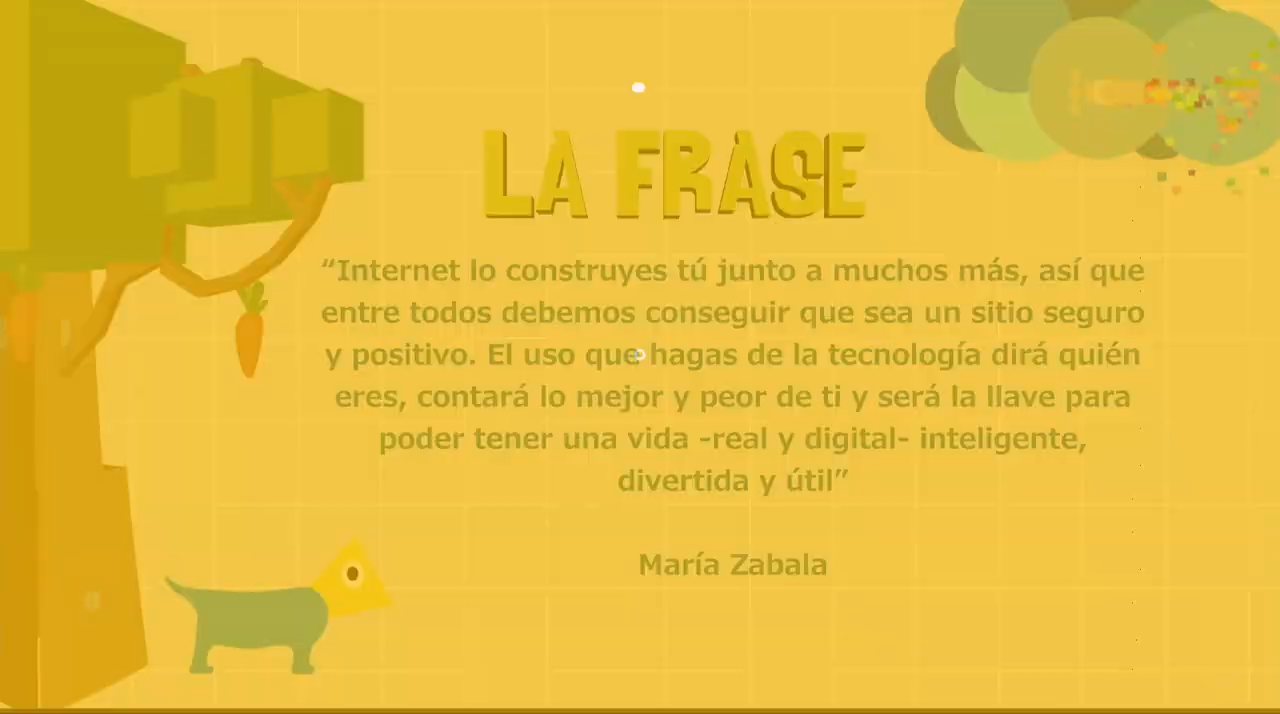 LA FRASE
“Internet lo construyes tú junto a muchos más, así que
entre todos debemos conseguir que sea un sitio seguro
y positivo. El uso que hagas de la tecnología dirá quién
eres, contará lo mejor y peor de ti y será la llave para
poder tener una vida -real y digital- inteligente,
divertida y útil”
María Zabala